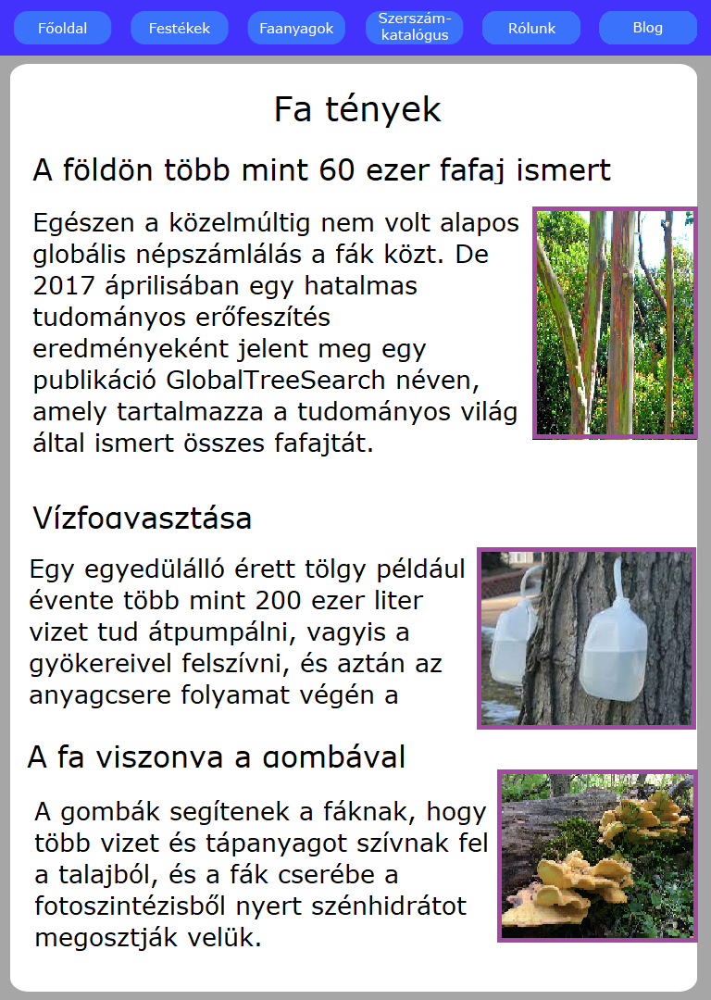 Főoldal
Festékek
Faanyagok
Szerszám-
katalógus
Rólunk
Blog
Fa tények
A földön több mint 60 ezer fafaj ismert
Egészen a közelmúltig nem volt alapos
globális népszámlálás a fák közt. De
2017 áprilisában egy hatalmas
tudományos erőfeszítés
eredményeként jelent meg egy
publikáció GlobalTreeSearch néven,
amely tartalmazza a tudományos világ
által ismert összes fafajtát.
Vízfogyasztása
Egy egyedülálló érett tölgy például
évente több mint 200 ezer liter
vizet tud átpumpálni, vagyis a
gyökereivel felszívni, és aztán az
anyagcsere folyamat végén a
A fa viszonya a gombával
A gombák segítenek a fáknak, hogy
több vizet és tápanyagot szívnak fel
a talajból, és a fák cserébe a
fotoszintézisből nyert szénhidrátot
megosztják velük.